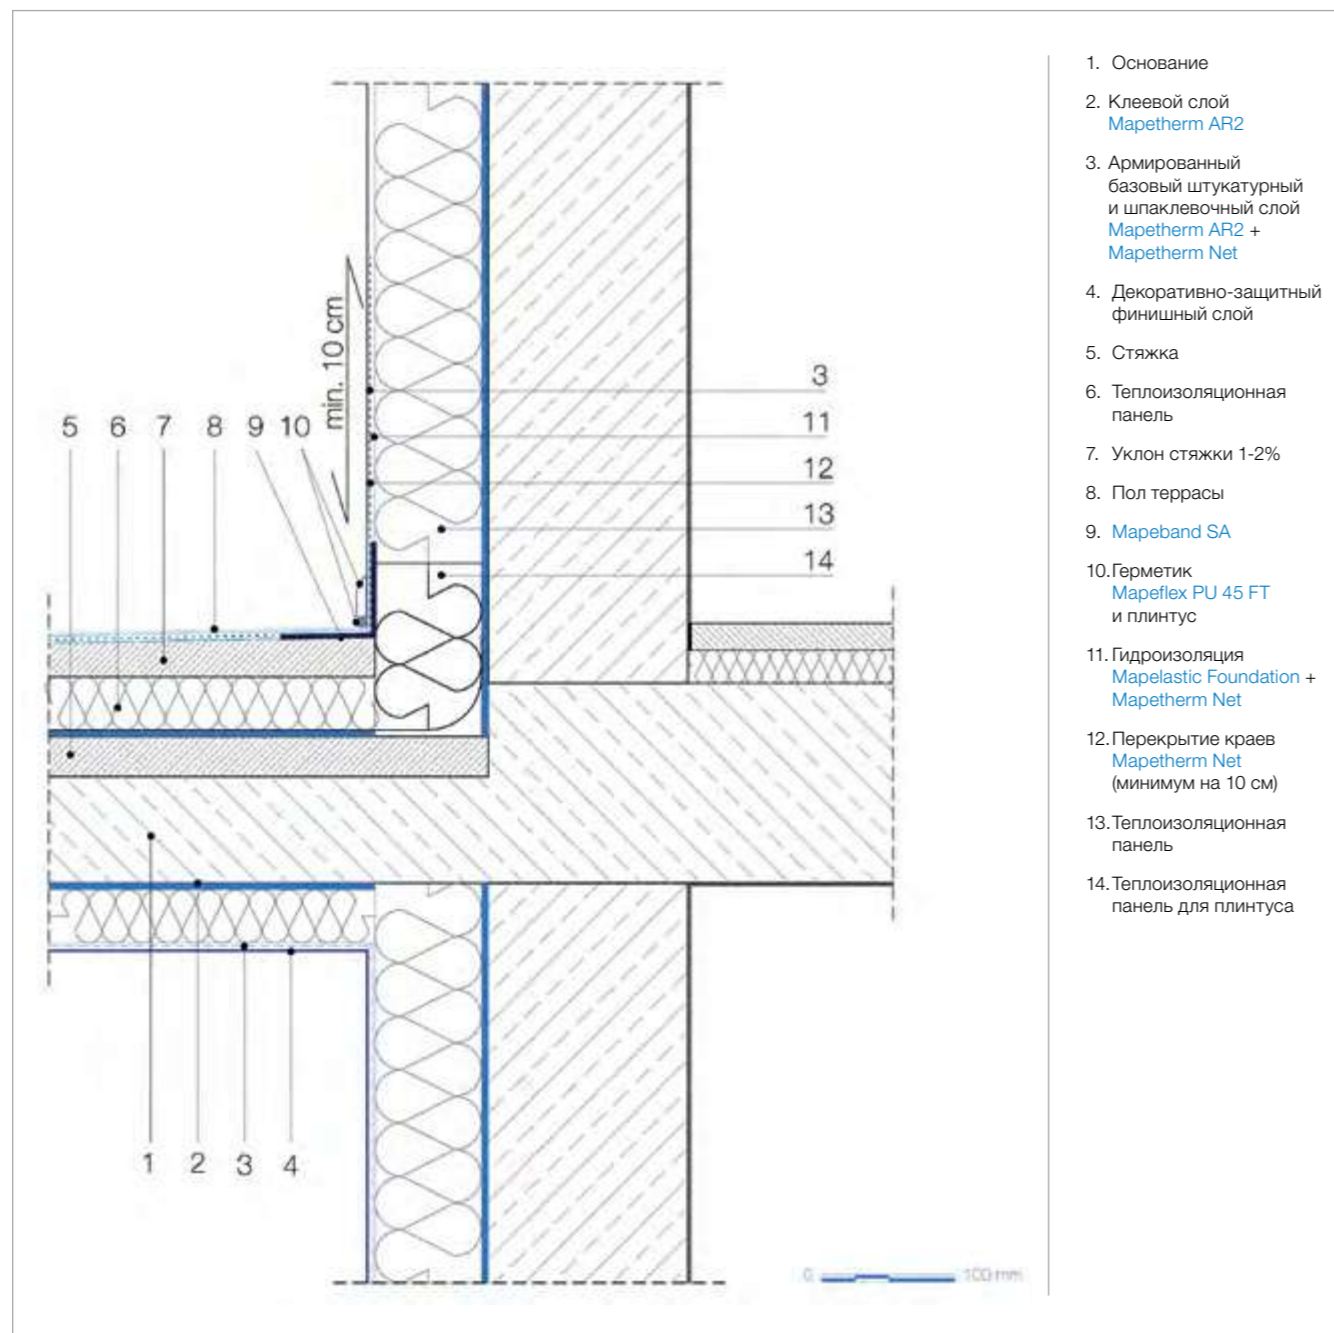 min. 10 cm
3
11
12
13
14
5 6 7 8 9 10
1 2 3 4
0 100 mm
1. Основание
2. Клеевой слой
Mapetherm AR2
3. Армированный
базовый штукатурный
и шпаклевочный слой
Mapetherm AR2 +
Mapetherm Net
4. Декоративно-защитный
финишный слой
5. Стяжка
6. Теплоизоляционная
панель
7. Уклон стяжки 1-2%
8. Пол террасы
9. Mapeband SA
10. Герметик
Mapeflex PU 45 FT
и плинтус
11. Гидроизоляция
Mapelastic Foundation +
Mapetherm Net
12. Перекрытие краев
Mapetherm Net
(минимум на 10 см)
13. Теплоизоляционная
панель
14. Теплоизоляционная
панель для плинтуса